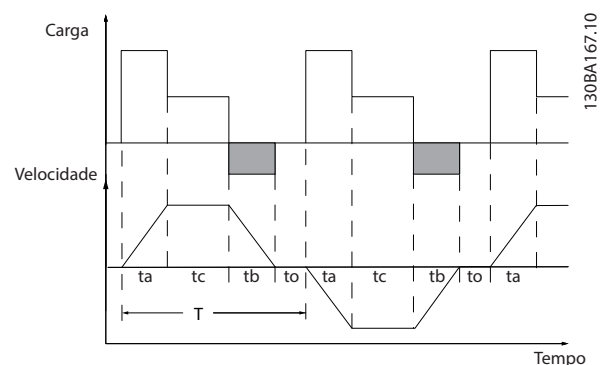 Carga
130BA167.10
Velocidade
ta tc tb to ta tc tb to ta
T
Tempo